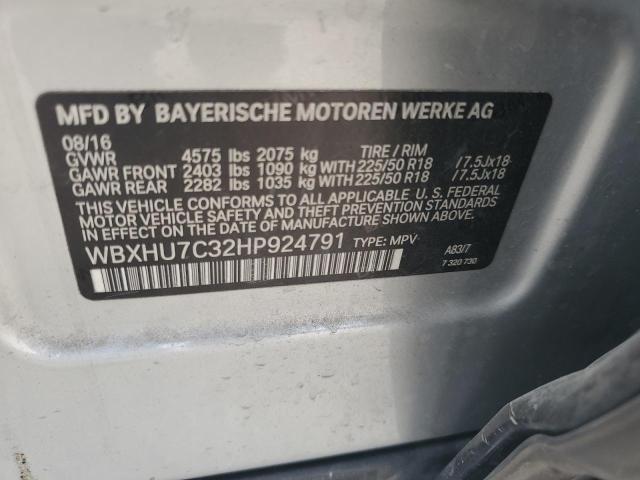 MFD BY BAYERISCHE MOTOREN WERKE AG
08/16 TIRE / RIM
GVWR 4575 lbs 2075 kg
GAWR FRONT 2403 lbs 1090 kg WITH 225/50 R18 /7.5Jx18
GAWR REAR 2282 lbs 1035 kg WITH 225/50 R18 /7.5Jx18
THIS VEHICLE CONFORMS TO ALL APPLICABLE U. S. FEDERAL
MOTOR VEHICLE SAFETY, BUMPER, AND THEFT PREVENTION
STANDARDS IN EFFECT ON THE DATE OF MANUFACTURE SHOWN ABOVE.
WBXHU7C32HP924791 TYPE: MPV A83/7
7 320 730